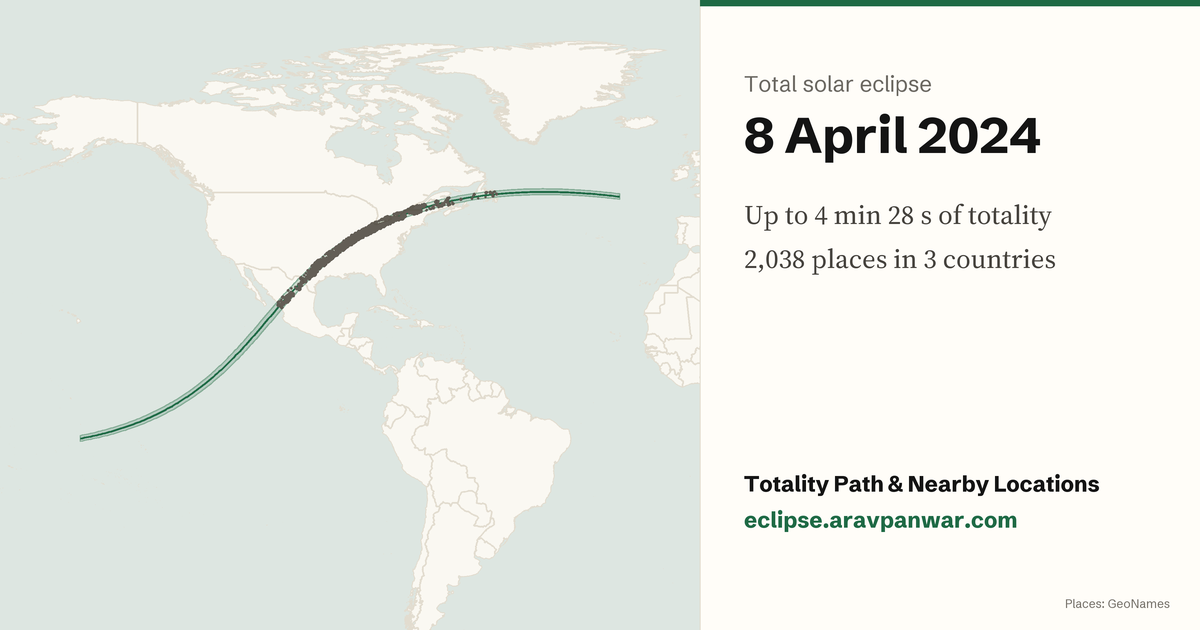 Total solar eclipse
8 April 2024
Up to 4 min 28 s of totality
2,038 places in 3 countries
Totality Path & Nearby Locations
eclipse.aravpanwar.com
Places: GeoNames